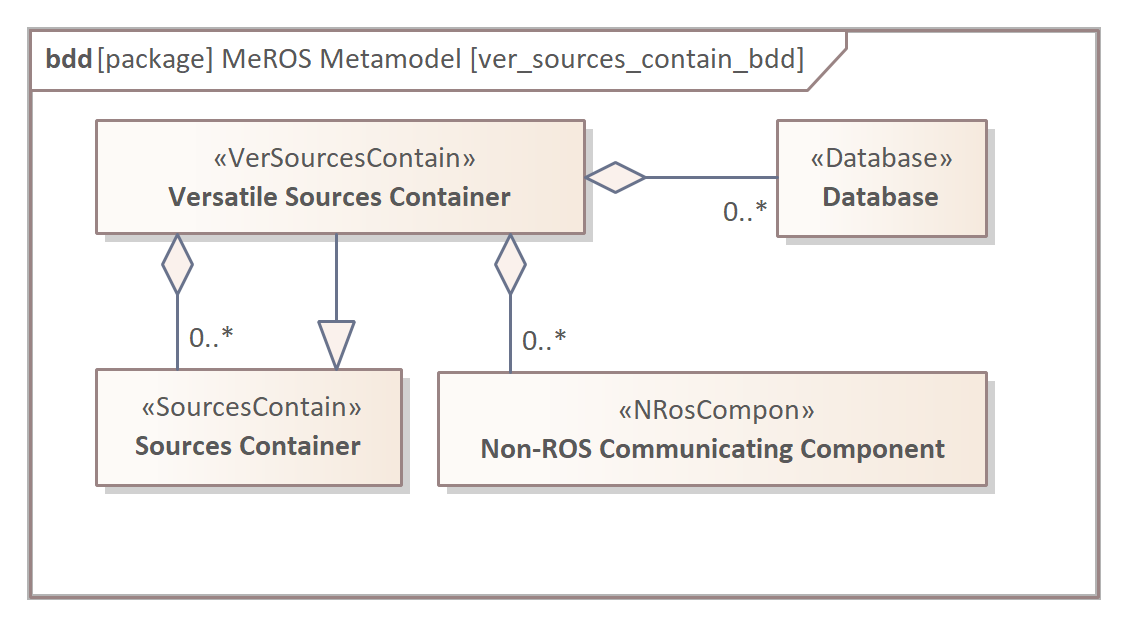 bdd [package] MeROS Metamodel [ver_sources_contain_bdd]
«VerSourcesContain»
Versatile Sources Container
«Database»
Database
0..*
0..*
0..*
«SourcesContain»
Sources Container
«NRosCompon»
Non-ROS Communicating Component